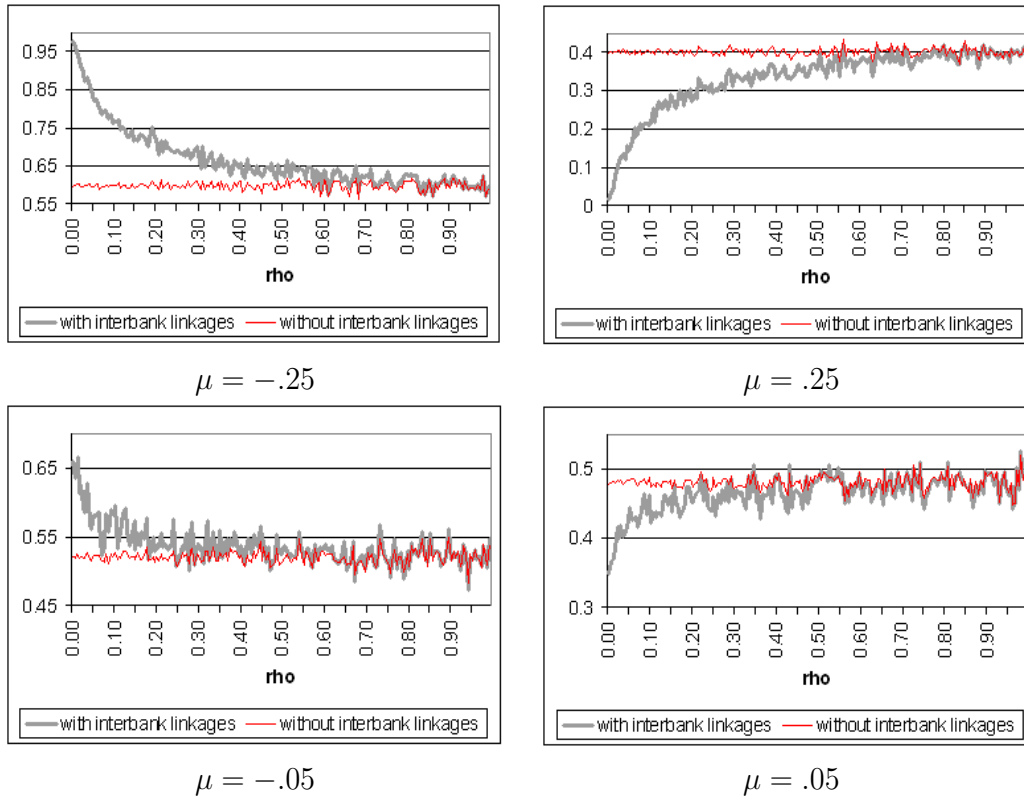 0.95
0.85
0.75
0.65
0.55
0.00 0.10 0.20 0.30 0.40 0.50 0.60 0.70 0.80 0.90
rho
with interbank linkages without interbank linkages
μ = −.25
0.4
0.3
0.2
0.1
0
0.00 0.10 0.20 0.30 0.40 0.50 0.60 0.70 0.80 0.90
rho
with interbank linkages without interbank linkages
μ = .25
0.65
0.55
0.45
0.00 0.10 0.20 0.30 0.40 0.50 0.60 0.70 0.80 0.90
rho
with interbank linkages without interbank linkages
μ = −.05
0.5
0.4
0.3
0.00 0.10 0.20 0.30 0.40 0.50 0.60 0.70 0.80 0.90
rho
with interbank linkages without interbank linkages
μ = .05